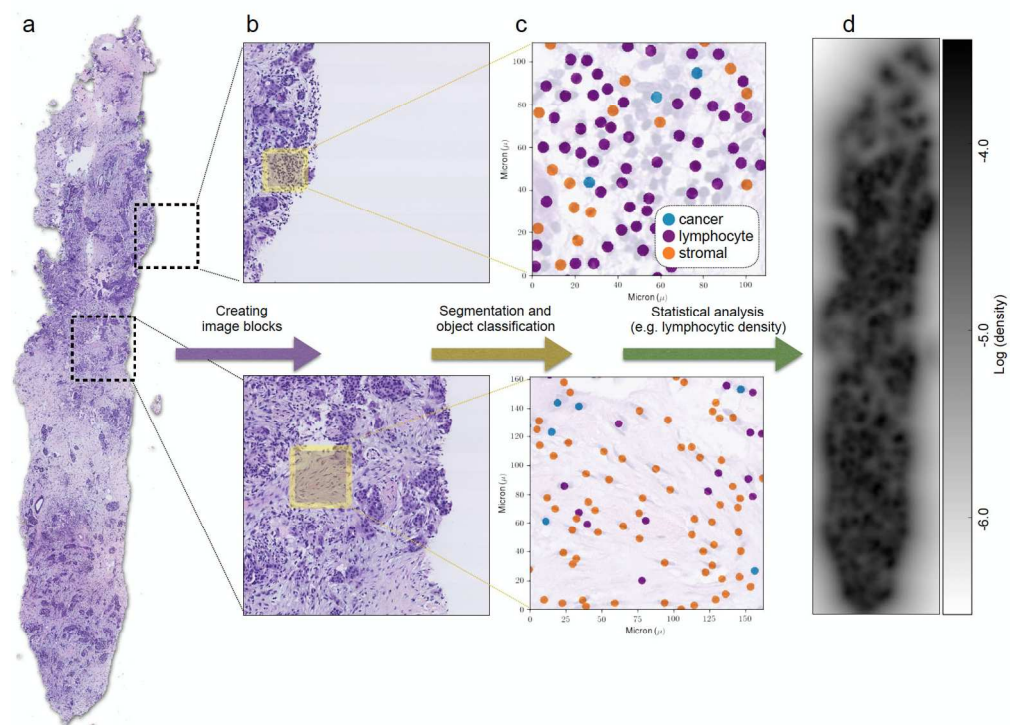 a
b
c
d
100
80
60
40
20
0
Micron (μ)
0
20
40
60
80
100
Micron (μ)
cancer
lymphocyte
stromal
Creating
image blocks
Segmentation and
object classification
Statistical analysis
(e.g. lymphocytic density)
160
140
120
100
80
60
40
20
0
Micron (μ)
0
25
50
75
100
125
150
Micron (μ)
-4.0
-5.0
-6.0
Log (density)